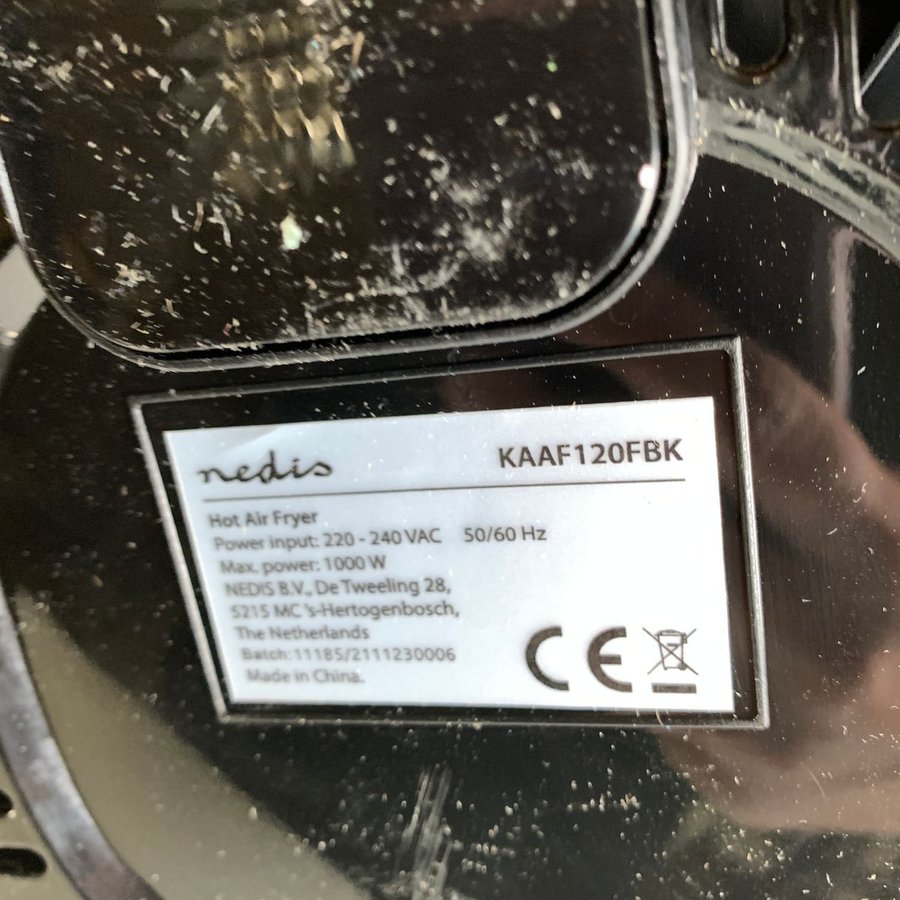 nedis
KAAF120FBK
Hot Air Fryer
Power input: 220 - 240 VAC 50/60 Hz
Max. power: 1000 W
NEDIS B.V., De Tweeling 28,
5215 MC 's-Hertogenbosch,
The Netherlands
Batch:11185/2111230006
Made in China.
CE